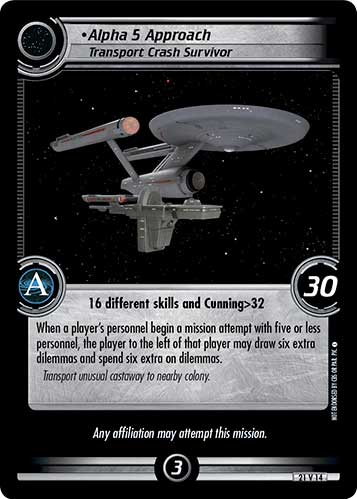 •Alpha 5 Approach
Transport Crash Survivor
A
30
16 different skills and Cunning>32
When a player's personnel begin a mission attempt with five or less
personnel, the player to the left of that player may draw six extra
dilemmas and spend six extra on dilemmas.
Transport unusual castaway to nearby colony.
Any affiliation may attempt this mission.
3
21 V 14